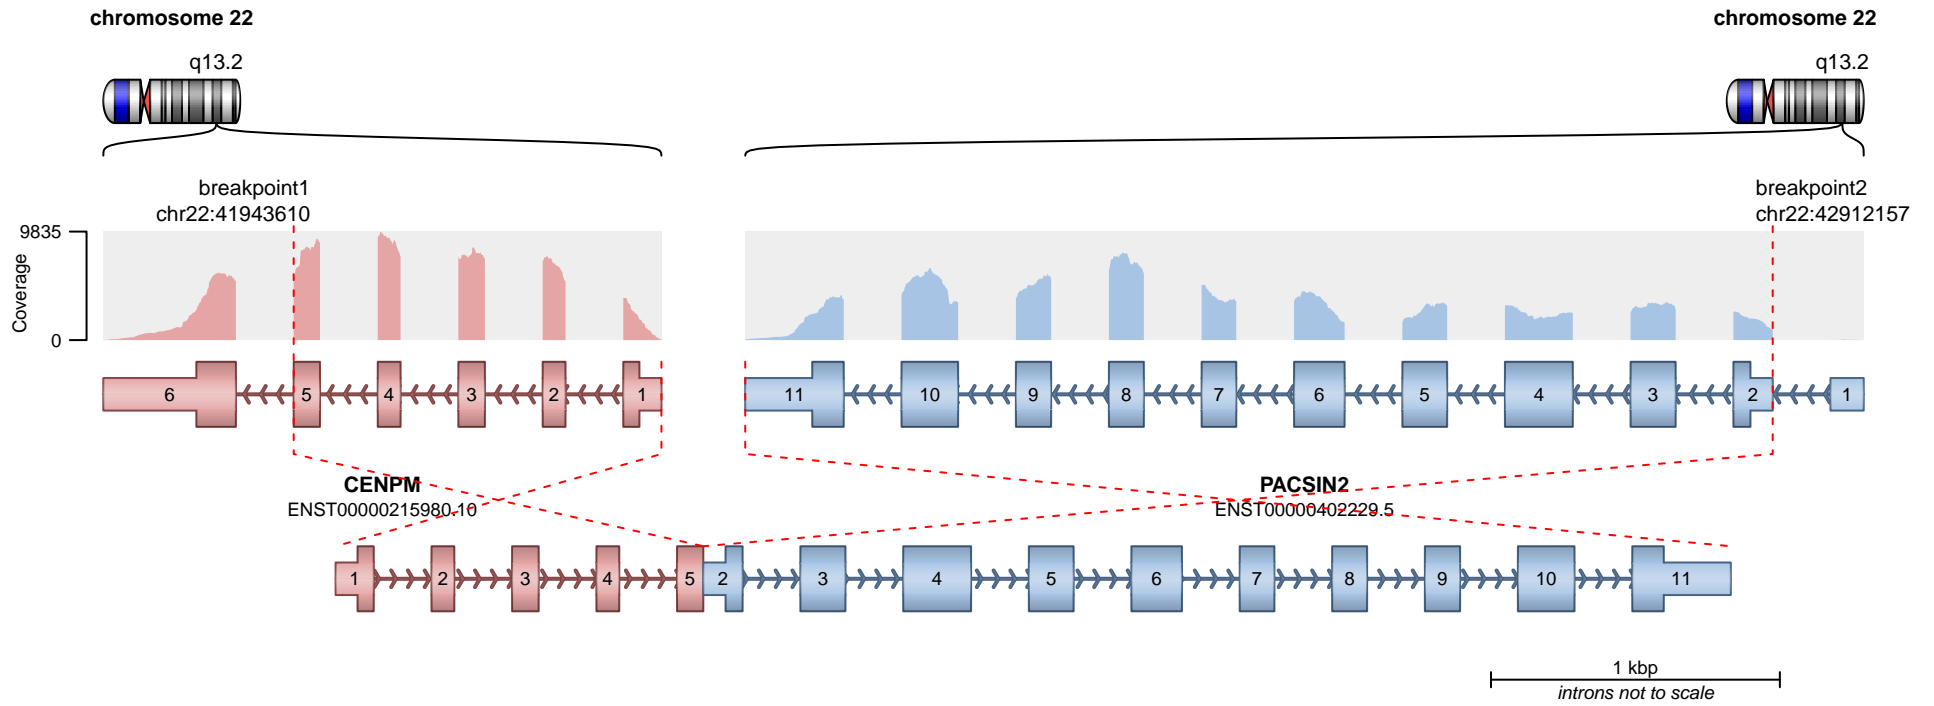 chromosome 22
chromosome 22
q13.2
q13.2
breakpoint1
chr22:41943610
breakpoint2
chr22:42912157
9835
Coverage
0
6 5 4 3 2 1
11 10 9 8 7 6 5 4 3 2 1
CENPM
ENST00000215980.10
PACSIN2
ENST00000402229.5
1 2 3 4 5 2 3 4 5 6 7 8 9 10 11
1 kbp
introns not to scale